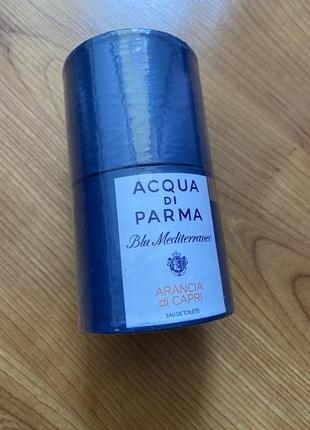 ACQUA
DI
PARMA
Blu Mediterraneo
ARANCIA
di CAPRI
EAU DE TOILETTE